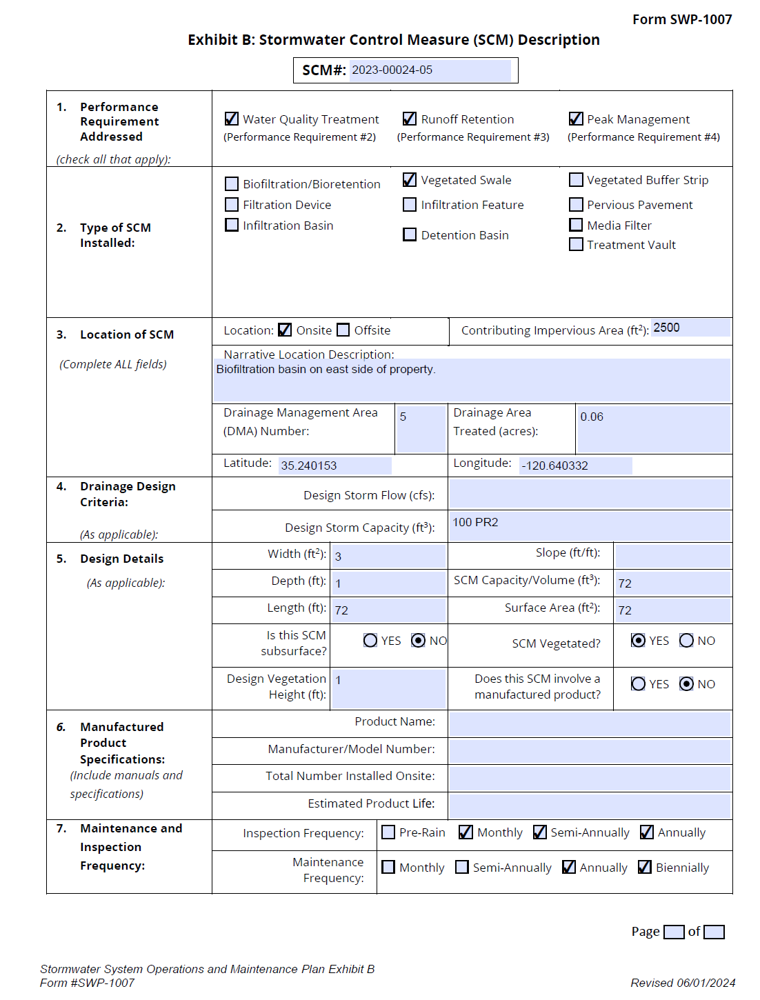 Form SWP-1007
Exhibit B: Stormwater Control Measure (SCM) Description
SCM#: 2023-00024-05
1. Performance Requirement Addressed
(check all that apply):
Water Quality Treatment
(Performance Requirement #2)
Runoff Retention
(Performance Requirement #3)
Peak Management
(Performance Requirement #4)
2. Type of SCM Installed:
Biofiltration/Bioretention
Filtration Device
Infiltration Basin
Vegetated Swale
Infiltration Feature
Detention Basin
Vegetated Buffer Strip
Pervious Pavement
Media Filter
Treatment Vault
3. Location of SCM
(Complete ALL fields)
Location: Onsite Offsite
Contributing Impervious Area (ft²): 2500
Narrative Location Description:
Biofiltration basin on east side of property.
Drainage Management Area
(DMA) Number: 5
Drainage Area
Treated (acres): 0.06
Latitude: 35.240153
Longitude: -120.640332
4. Drainage Design
Criteria:
(As applicable):
Design Storm Flow (cfs):
Design Storm Capacity (ft³): 100 PR2
5. Design Details
(As applicable):
Width (ft²): 3
Slope (ft/ft):
Depth (ft): 1
SCM Capacity/Volume (ft³): 72
Length (ft): 72
Surface Area (ft²): 72
Is this SCM
subsurface? YES NO
SCM Vegetated? YES NO
Design Vegetation
Height (ft): 1
Does this SCM involve a
manufactured product? YES NO
6. Manufactured
Product
Specifications:
(Include manuals and
specifications)
Product Name:
Manufacturer/Model Number:
Total Number Installed Onsite:
Estimated Product Life:
7. Maintenance and
Inspection
Frequency:
Inspection Frequency: Pre-Rain Monthly Semi-Annually Annually
Maintenance
Frequency: Monthly Semi-Annually Annually Biennially
Page of
Stormwater System Operations and Maintenance Plan Exhibit B
Form #SWP-1007
Revised 06/01/2024